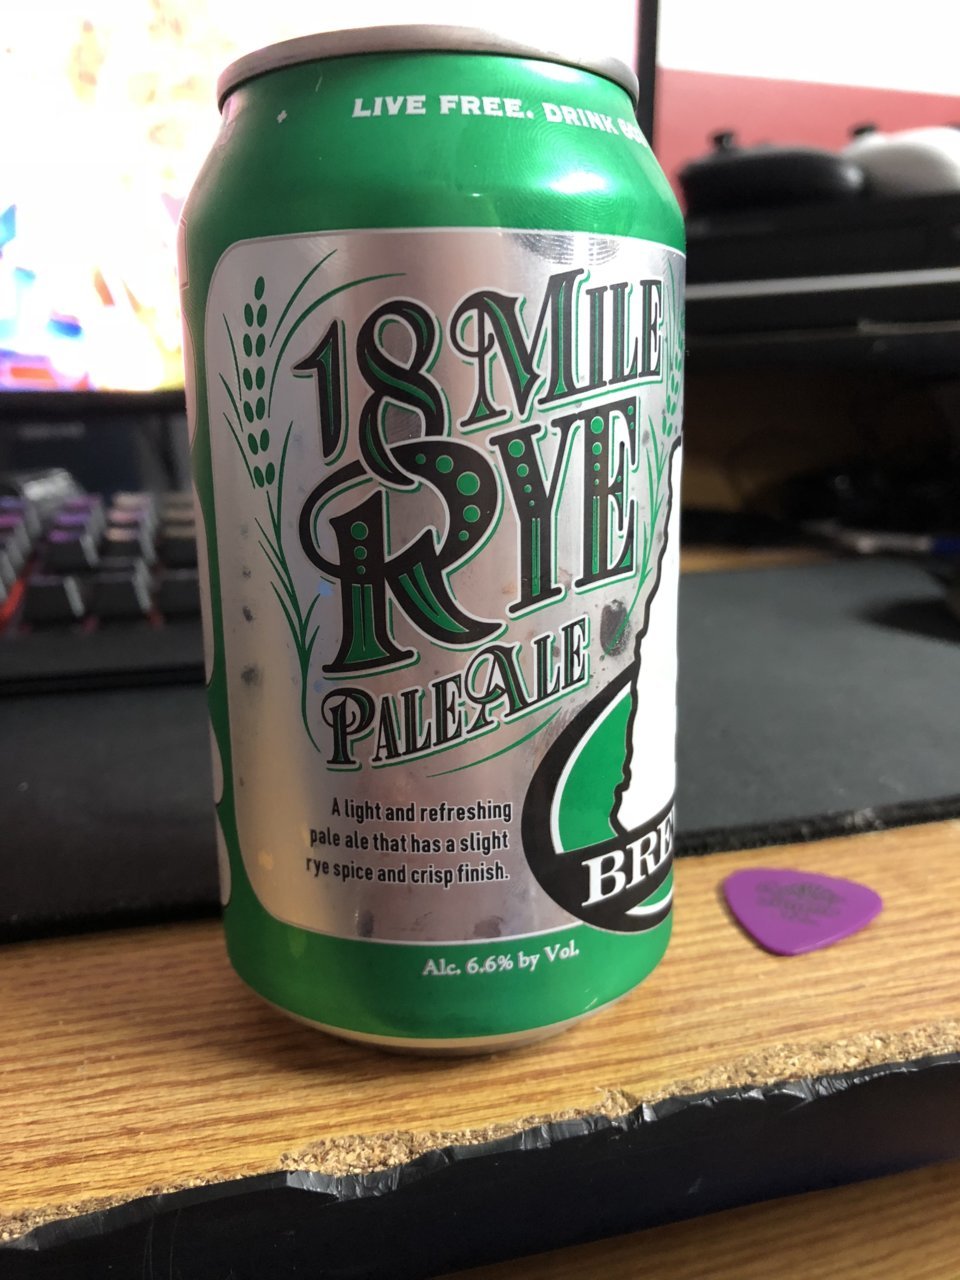 LIVE FREE. DRINK
18 MILE
RYE
PALE ALE
A light and refreshing
pale ale that has a slight
rye spice and crisp finish.
BRE
Alc. 6.6% by Vol.